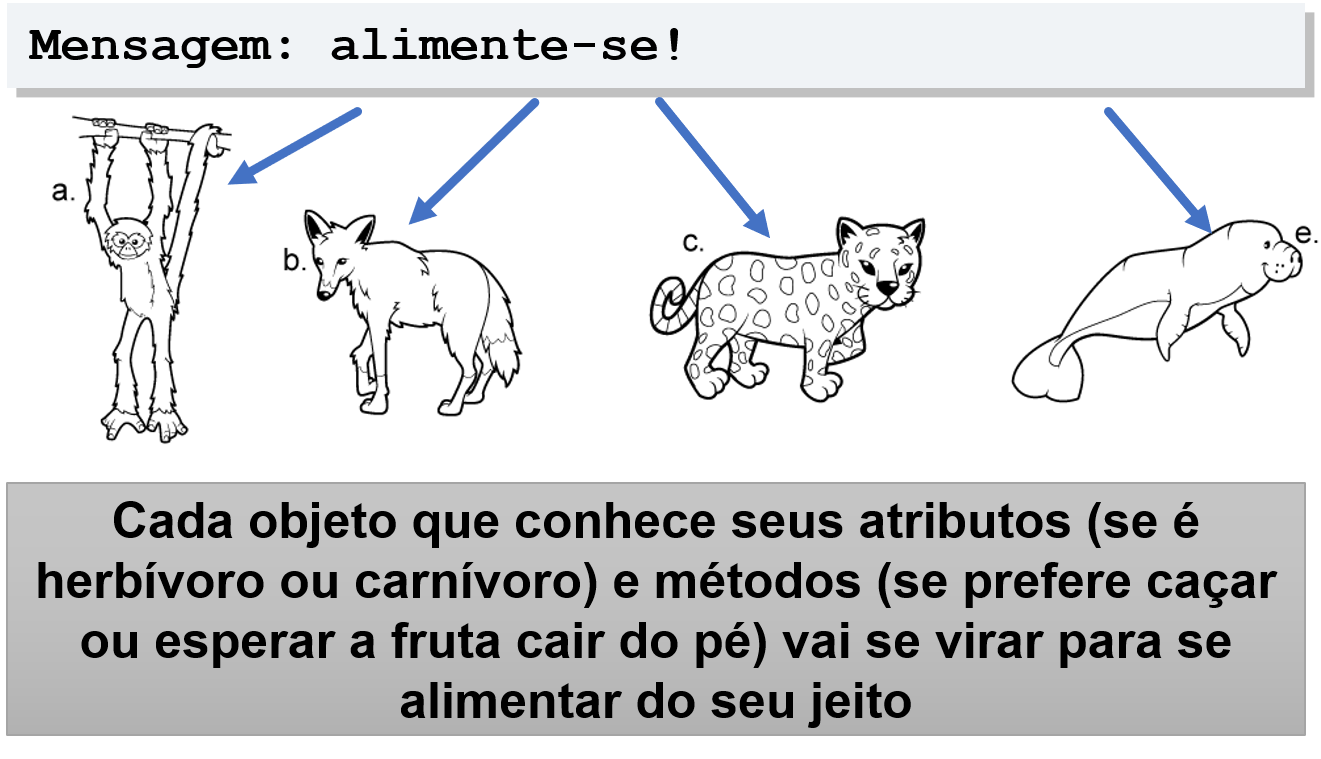 Mensagem: alimente-se!
a.
b.
c.
e.
Cada objeto que conhece seus atributos (se é
herbívoro ou carnívoro) e métodos (se prefere caçar
ou esperar a fruta cair do pé) vai se virar para se
alimentar do seu jeito